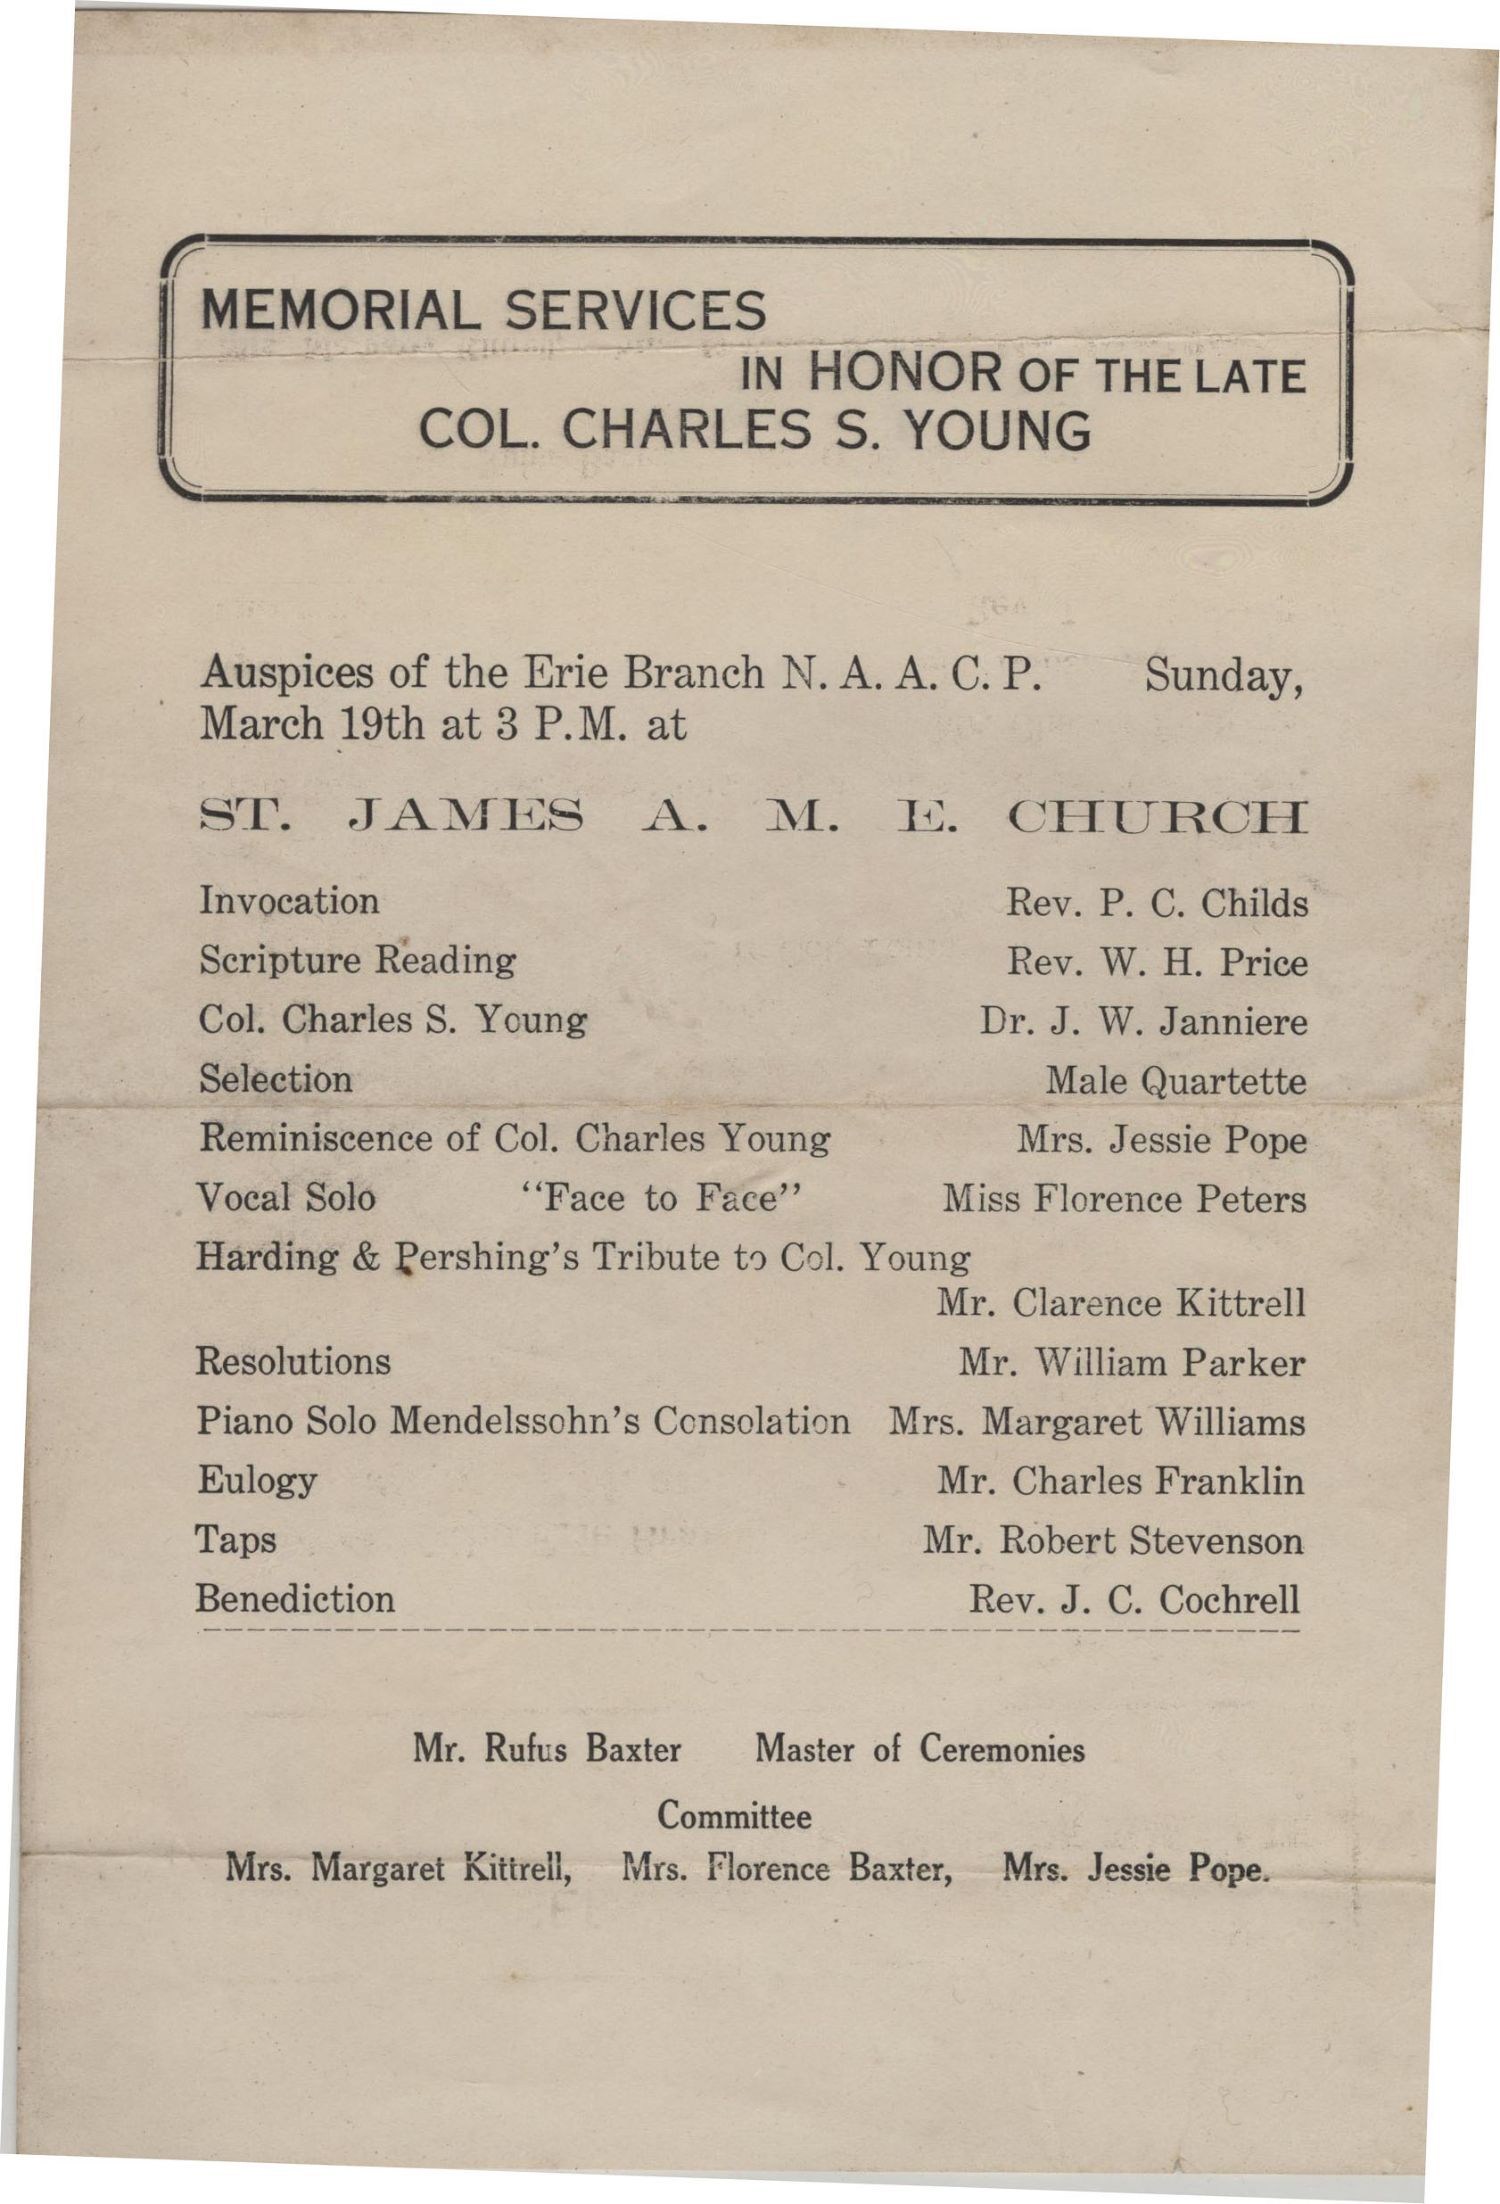 MEMORIAL SERVICES
IN HONOR OF THE LATE
COL. CHARLES S. YOUNG
Auspices of the Erie Branch N. A. A. C. P. Sunday,
March 19th at 3 P.M. at
ST. JAMES A. M. E. CHURCH
Invocation Rev. P. C. Childs
Scripture Reading Rev. W. H. Price
Col. Charles S. Young Dr. J. W. Janniere
Selection Male Quartette
Reminiscence of Col. Charles Young Mrs. Jessie Pope
Vocal Solo "Face to Face" Miss Florence Peters
Harding & Pershing's Tribute to Col. Young
Mr. Clarence Kittrell
Resolutions Mr. William Parker
Piano Solo Mendelssohn's Consolation Mrs. Margaret Williams
Eulogy Mr. Charles Franklin
Taps Mr. Robert Stevenson
Benediction Rev. J. C. Cochrell
Mr. Rufus Baxter Master of Ceremonies
Committee
Mrs. Margaret Kittrell, Mrs. Florence Baxter, Mrs. Jessie Pope.